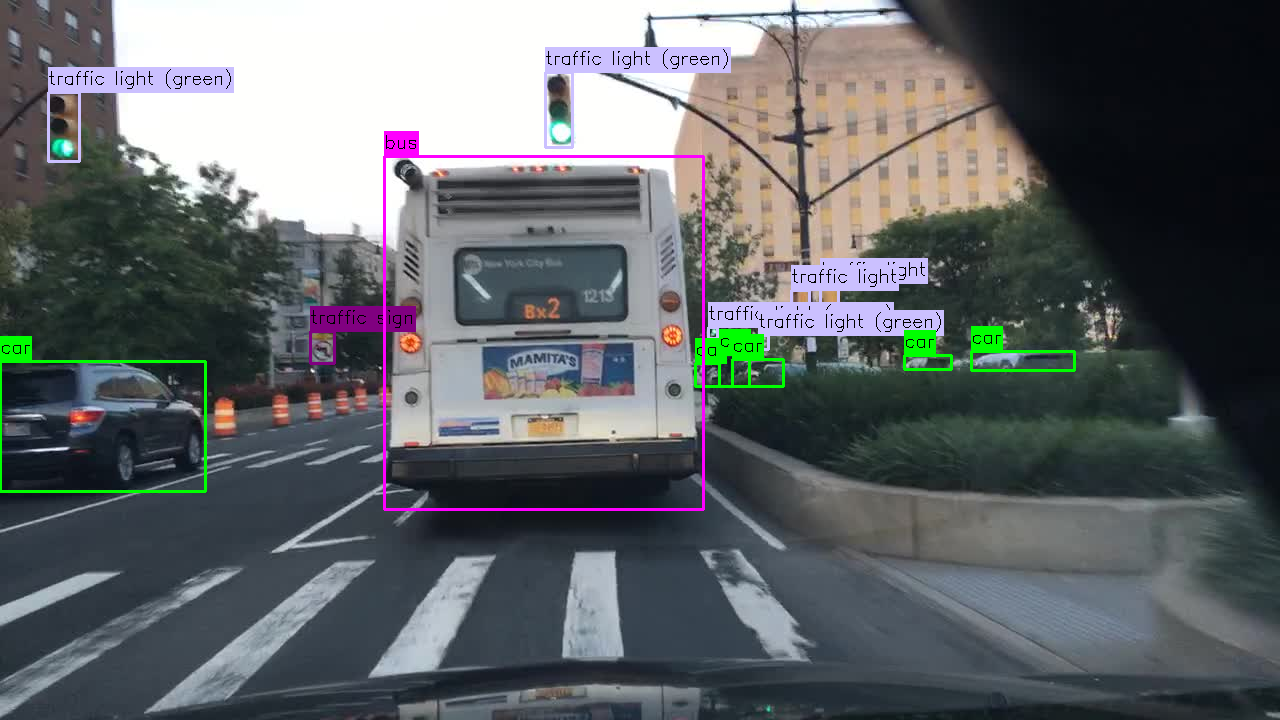 traffic light (green)
traffic light (green)
bus
New York City Bus
1213
Bx2
traffic light
traffic sign
traffic light (green)
car
car
car
car
MAMITA'S